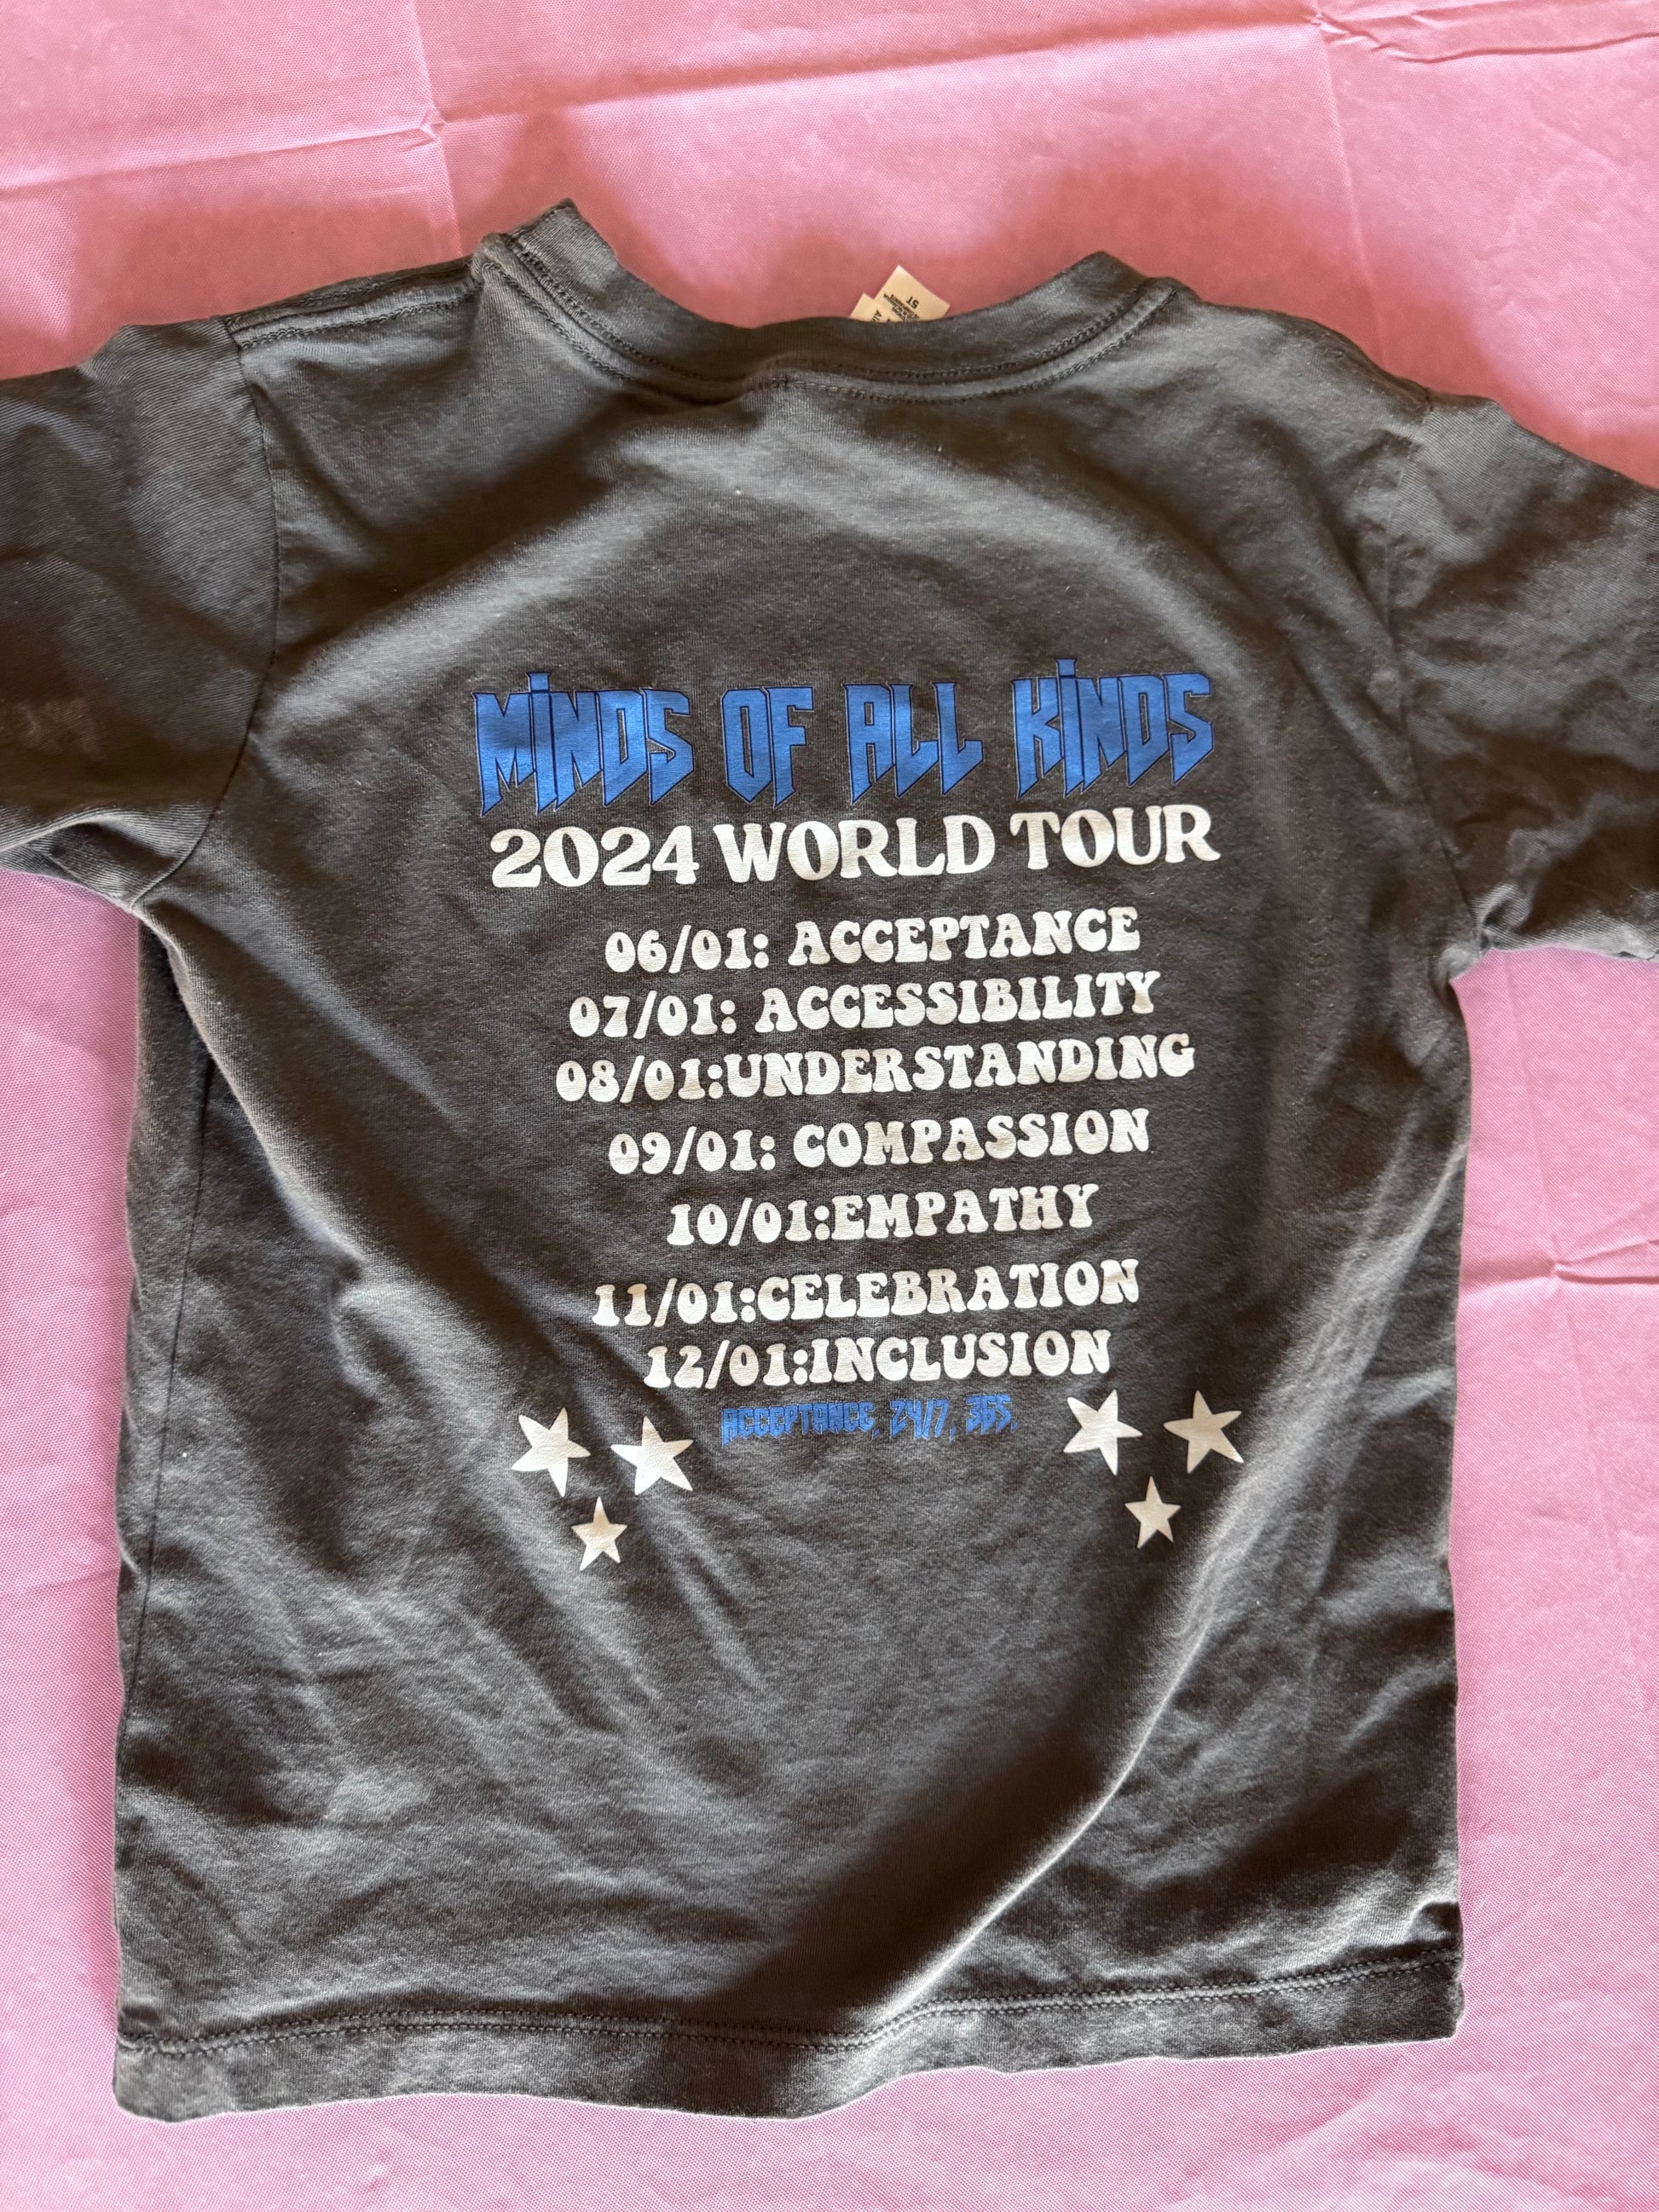 5T
MINDS OF ALL KINDS
2024 WORLD TOUR
06/01: ACCEPTANCE
07/01: ACCESSIBILITY
08/01:UNDERSTANDING
09/01: COMPASSION
10/01:EMPATHY
11/01:CELEBRATION
12/01:INCLUSION
ACCEPTANCE, 24/7, 365.